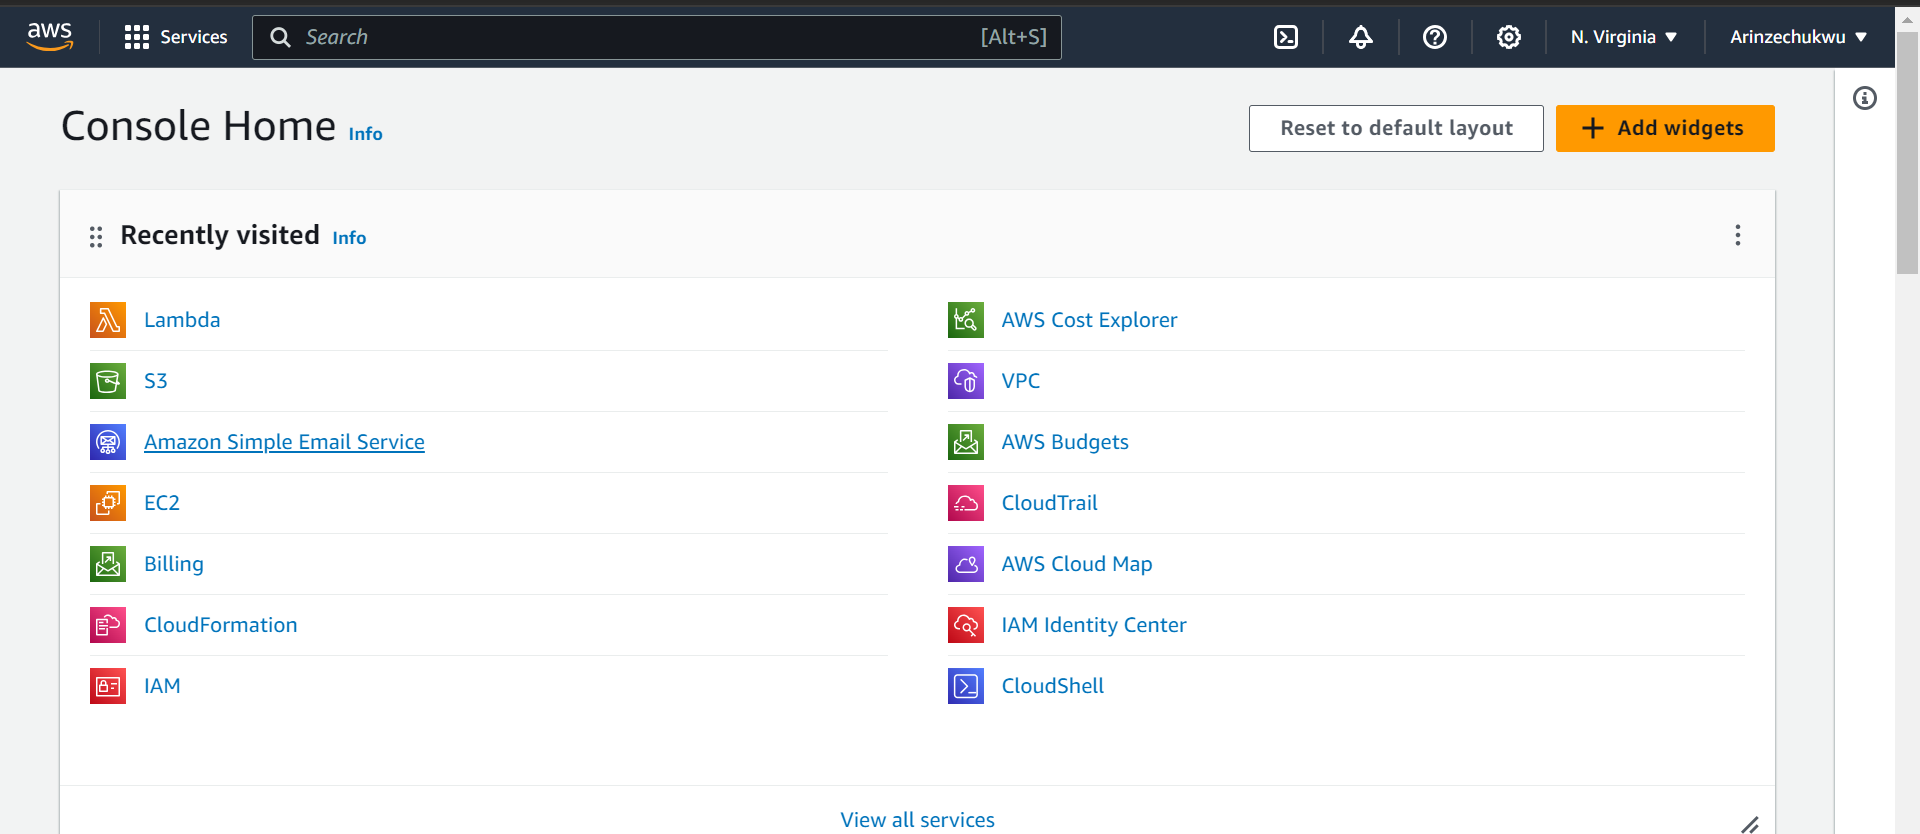 aws Services Search [Alt+S] N. Virginia Arinzechukwu
Console Home Info Reset to default layout Add widgets
Recently visited Info
Lambda
S3
Amazon Simple Email Service
EC2
Billing
CloudFormation
IAM
AWS Cost Explorer
VPC
AWS Budgets
CloudTrail
AWS Cloud Map
IAM Identity Center
CloudShell
View all services